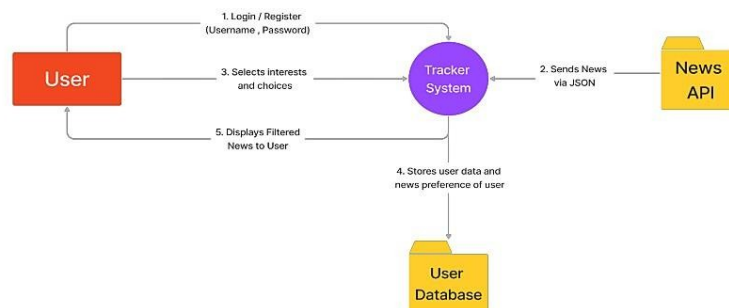 1. Login / Register
(Username , Password)
User
3. Selects interests
and choices
Tracker
System
2. Sends News
via JSON
News
API
5. Displays Filtered
News to User
4. Stores user data and
news preference of user
User
Database